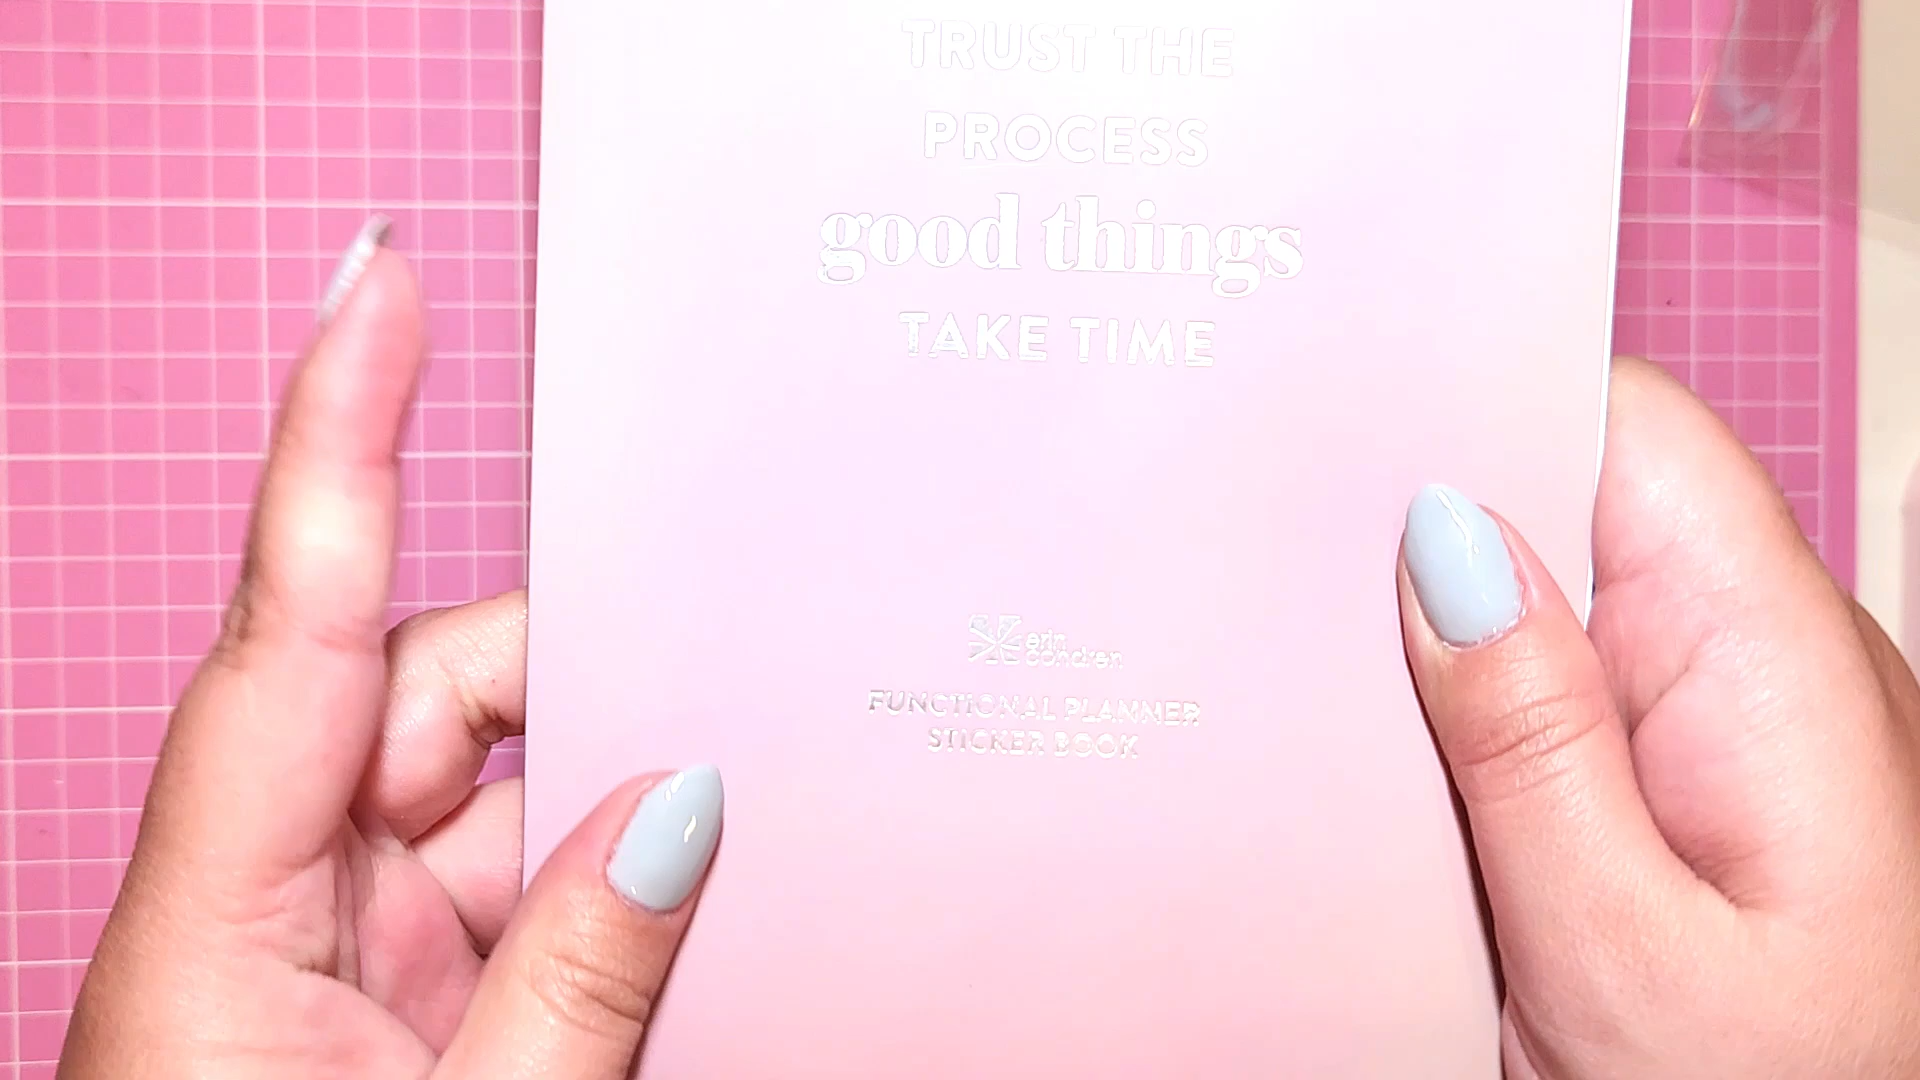 TRUST THE
PROCESS
good things
TAKE TIME
erin
condren
FUNCTIONAL PLANNER
STICKER BOOK